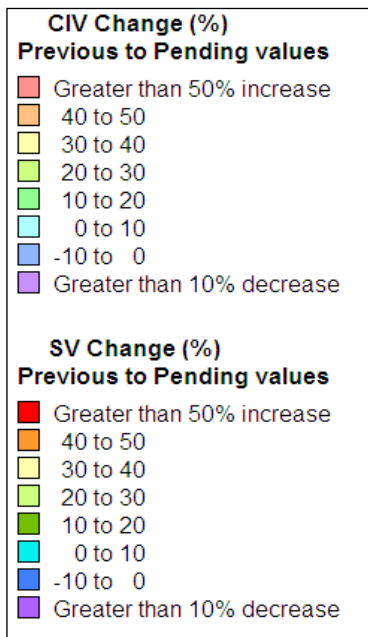 CIV Change (%)
Previous to Pending values
Greater than 50% increase
40 to 50
30 to 40
20 to 30
10 to 20
0 to 10
-10 to 0
Greater than 10% decrease
SV Change (%)
Previous to Pending values
Greater than 50% increase
40 to 50
30 to 40
20 to 30
10 to 20
0 to 10
-10 to 0
Greater than 10% decrease